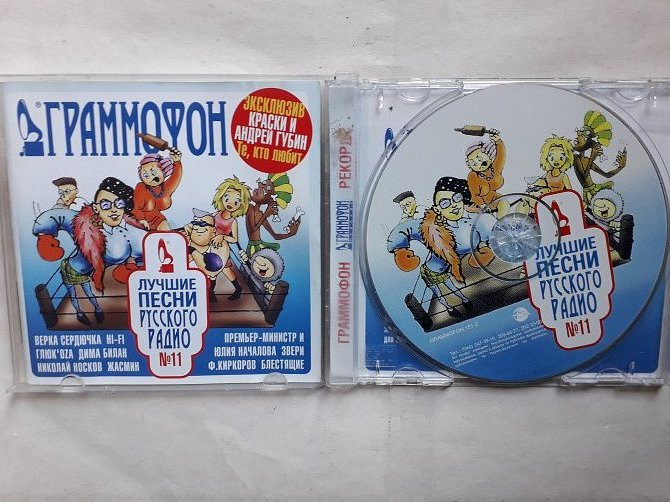 ГРАММОФОН
ЭКСКЛЮЗИВ
КРАСКИ И
АНДРЕЙ ГУБИН
Те, кто любит
ЛУЧШИЕ
ПЕСНИ
РУССКОГО
РАДИО
№11
ВЕРКА СЕРДЮЧКА HI-FI
ГЛЮК'OZA ДИМА БИЛАН
НИКОЛАЙ НОСКОВ ЖАСМИН
ПРЕМЬЕР-МИНИСТР И
ЮЛИЯ НАЧАЛОВА ЗВЕРИ
Ф.КИРКОРОВ БЛЕСТЯЩИЕ
ГРАММОФОН ГРАММОФОН РЕКОРД
ЛУЧШИЕ
ПЕСНИ
РУССКОГО
РАДИО
№11